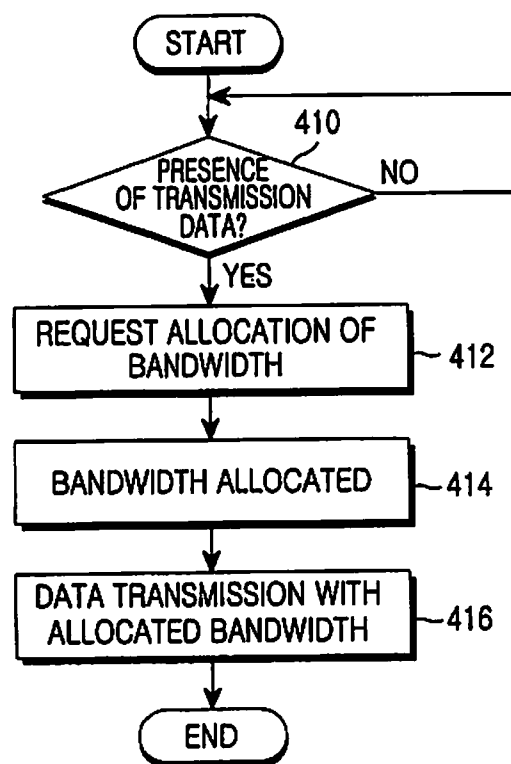 START
410
PRESENCE
OF TRANSMISSION
DATA?
NO
YES
REQUEST ALLOCATION OF
BANDWIDTH
412
BANDWIDTH ALLOCATED
414
DATA TRANSMISSION WITH
ALLOCATED BANDWIDTH
416
END